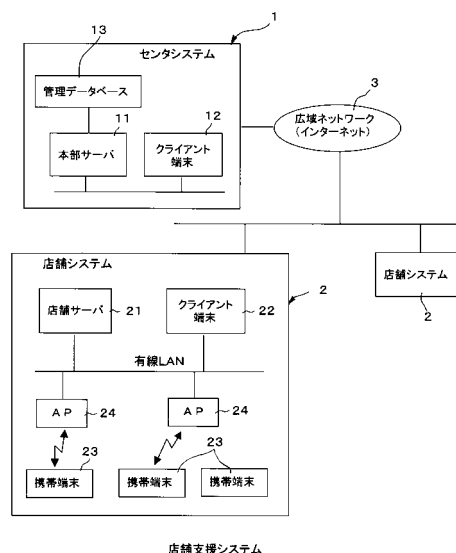 13
1
センタシステム
管理データベース
3
11
12
広域ネットワーク
(インターネット)
本部サーバ
クライアント
端末
店舗システム
店舗システム
2
2
店舗サーバ
21
クライアント
端末
22
有線LAN
AP
24
AP
24
23
23
携帯端末
携帯端末
携帯端末
店舗支援システム